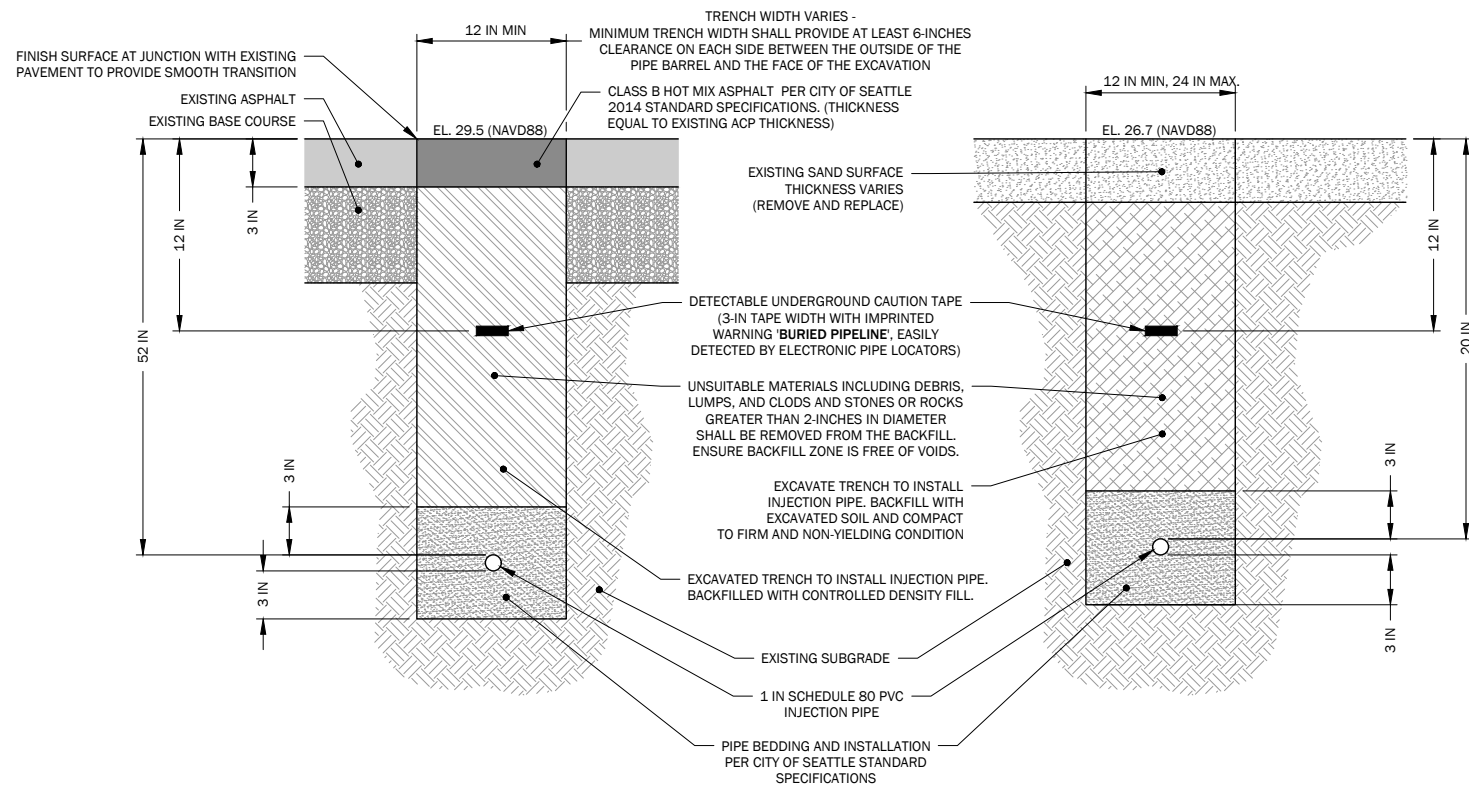 TRENCH WIDTH VARIES -
MINIMUM TRENCH WIDTH SHALL PROVIDE AT LEAST 6-INCHES
CLEARANCE ON EACH SIDE BETWEEN THE OUTSIDE OF THE
PIPE BARREL AND THE FACE OF THE EXCAVATION
12 IN MIN
FINISH SURFACE AT JUNCTION WITH EXISTING
PAVEMENT TO PROVIDE SMOOTH TRANSITION
EXISTING ASPHALT
EXISTING BASE COURSE
CLASS B HOT MIX ASPHALT PER CITY OF SEATTLE
2014 STANDARD SPECIFICATIONS. (THICKNESS
EQUAL TO EXISTING ACP THICKNESS)
12 IN MIN, 24 IN MAX.
EL. 29.5 (NAVD88)
EL. 26.7 (NAVD88)
EXISTING SAND SURFACE
THICKNESS VARIES
(REMOVE AND REPLACE)
3 IN
12 IN
52 IN
12 IN
20 IN
DETECTABLE UNDERGROUND CAUTION TAPE
(3-IN TAPE WIDTH WITH IMPRINTED
WARNING 'BURIED PIPELINE', EASILY
DETECTED BY ELECTRONIC PIPE LOCATORS)
UNSUITABLE MATERIALS INCLUDING DEBRIS,
LUMPS, AND CLODS AND STONES OR ROCKS
GREATER THAN 2-INCHES IN DIAMETER
SHALL BE REMOVED FROM THE BACKFILL.
ENSURE BACKFILL ZONE IS FREE OF VOIDS.
3 IN
3 IN
EXCAVATE TRENCH TO INSTALL
INJECTION PIPE. BACKFILL WITH
EXCAVATED SOIL AND COMPACT
TO FIRM AND NON-YIELDING CONDITION
EXCAVATED TRENCH TO INSTALL INJECTION PIPE.
BACKFILLED WITH CONTROLLED DENSITY FILL.
3 IN
3 IN
EXISTING SUBGRADE
1 IN SCHEDULE 80 PVC
INJECTION PIPE
PIPE BEDDING AND INSTALLATION
PER CITY OF SEATTLE STANDARD
SPECIFICATIONS